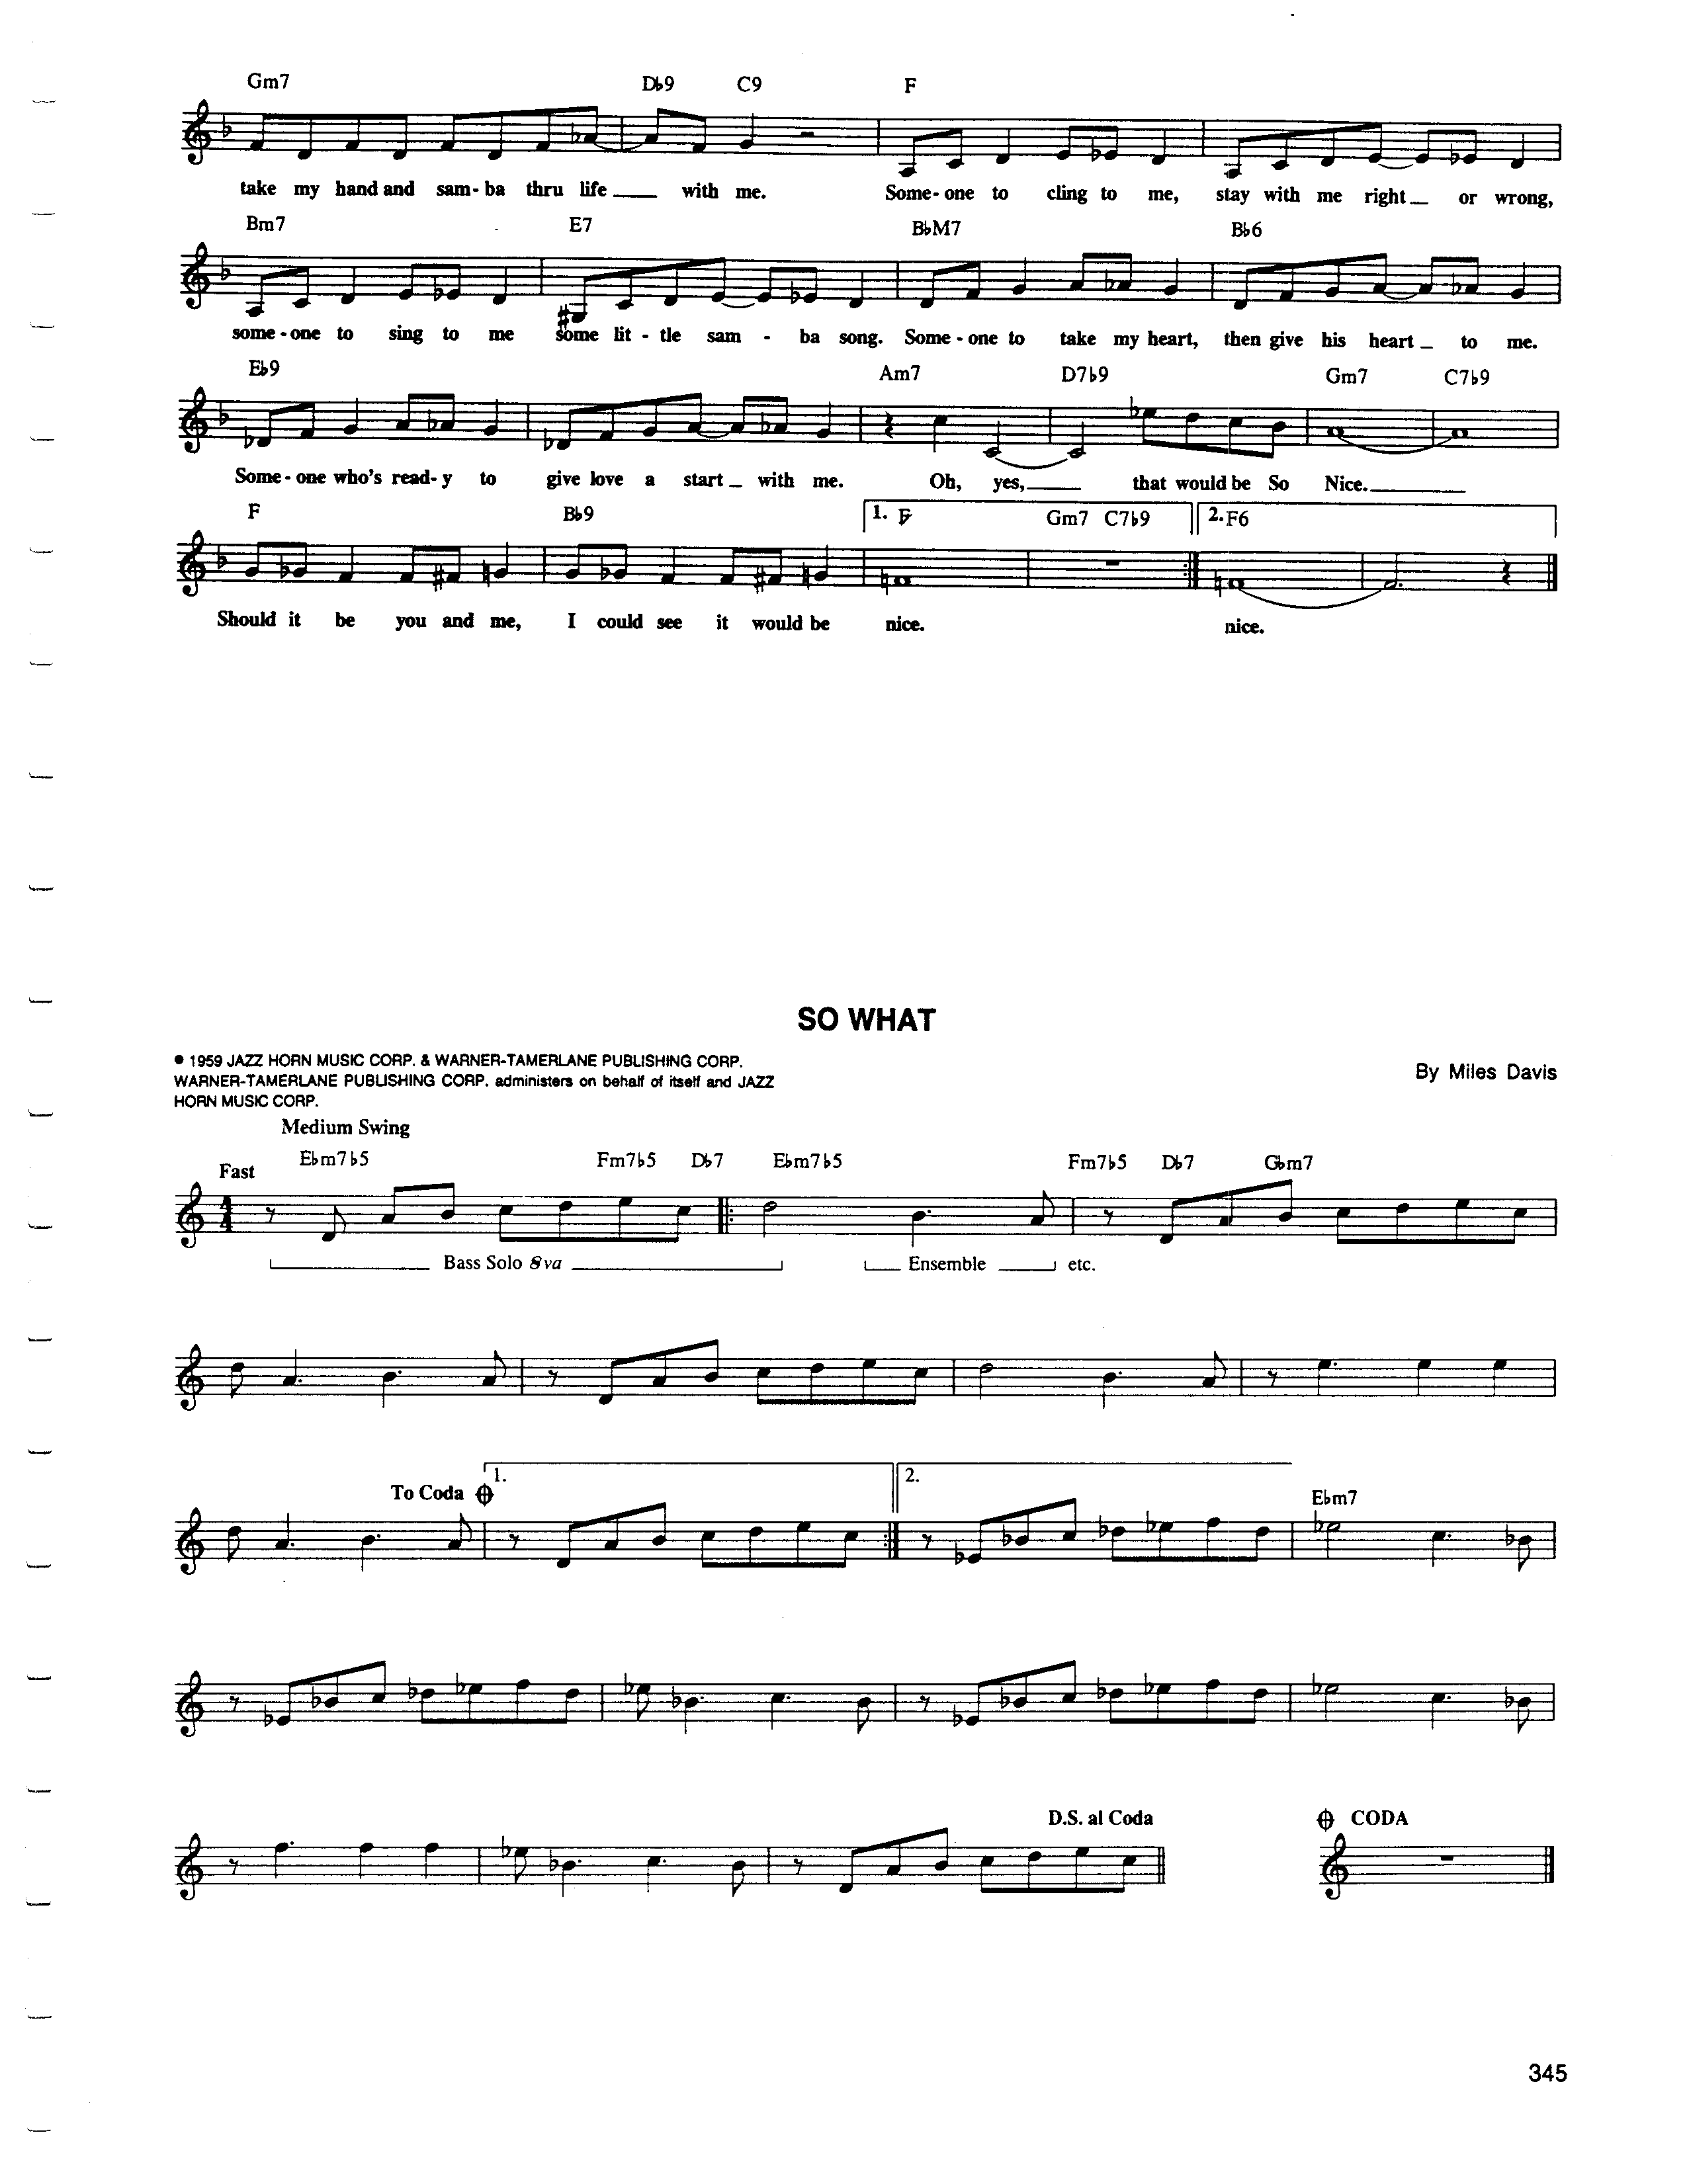 Gm7 D♭9 C9 F
take my hand and sam - ba thru life with me. Some - one to cling to me, stay with me right or wrong,
Bm7 E7 B♭M7 B♭6
some - one to sing to me some lit - tle sam - ba song. Some - one to take my heart, then give his heart to me.
E♭9 Am7 D7♭9 Gm7 C7♭9
Some - one who's read - y to give love a start with me. Oh, yes, that would be So Nice.
F B♭9 1. F Gm7 C7♭9 2. F6
Should it be you and me, I could see it would be nice. nice.
SO WHAT
● 1959 JAZZ HORN MUSIC CORP. & WARNER-TAMERLANE PUBLISHING CORP.
WARNER-TAMERLANE PUBLISHING CORP. administers on behalf of itself and JAZZ
HORN MUSIC CORP.
By Miles Davis
Medium Swing
Fast E♭m7♭5 Fm7♭5 D♭7 E♭m7♭5 Fm7♭5 D♭7 G♭m7
4
4
Bass Solo 8va Ensemble etc.
To Coda 1. 2. E♭m7
D.S. al Coda CODA
345